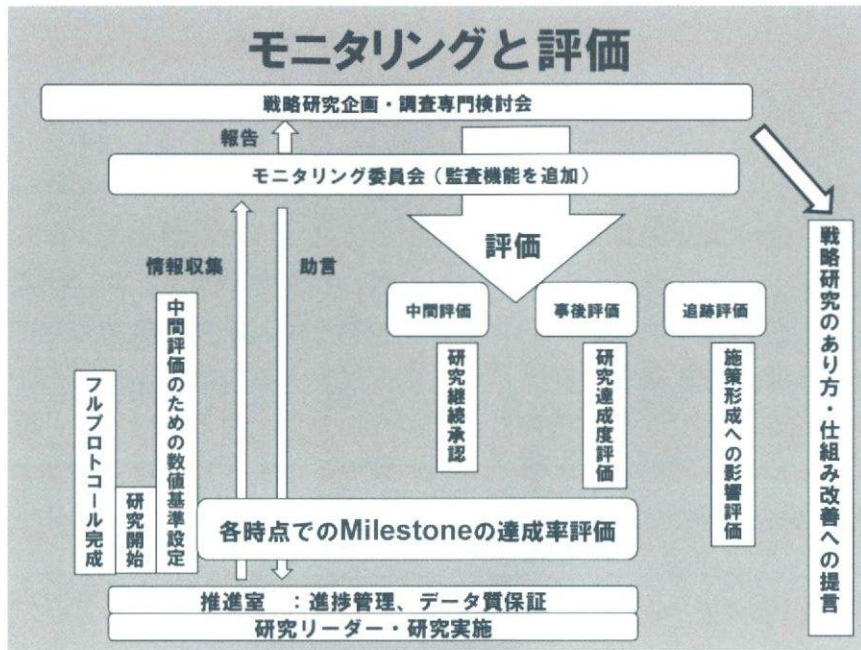 モニタリングと評価
戦略研究企画・調査専門検討会
報告
モニタリング委員会（監査機能を追加）
評価
情報収集
助言
中間評価
事後評価
追跡評価
フルプロトコール完成
研究開始
中間評価のための数値基準設定
研究継続承認
研究達成度評価
施策形成への影響評価
戦略研究のあり方・仕組み改善への提言
各時点でのMilestoneの達成率評価
推進室　：進捗管理、データ質保証
研究リーダー・研究実施